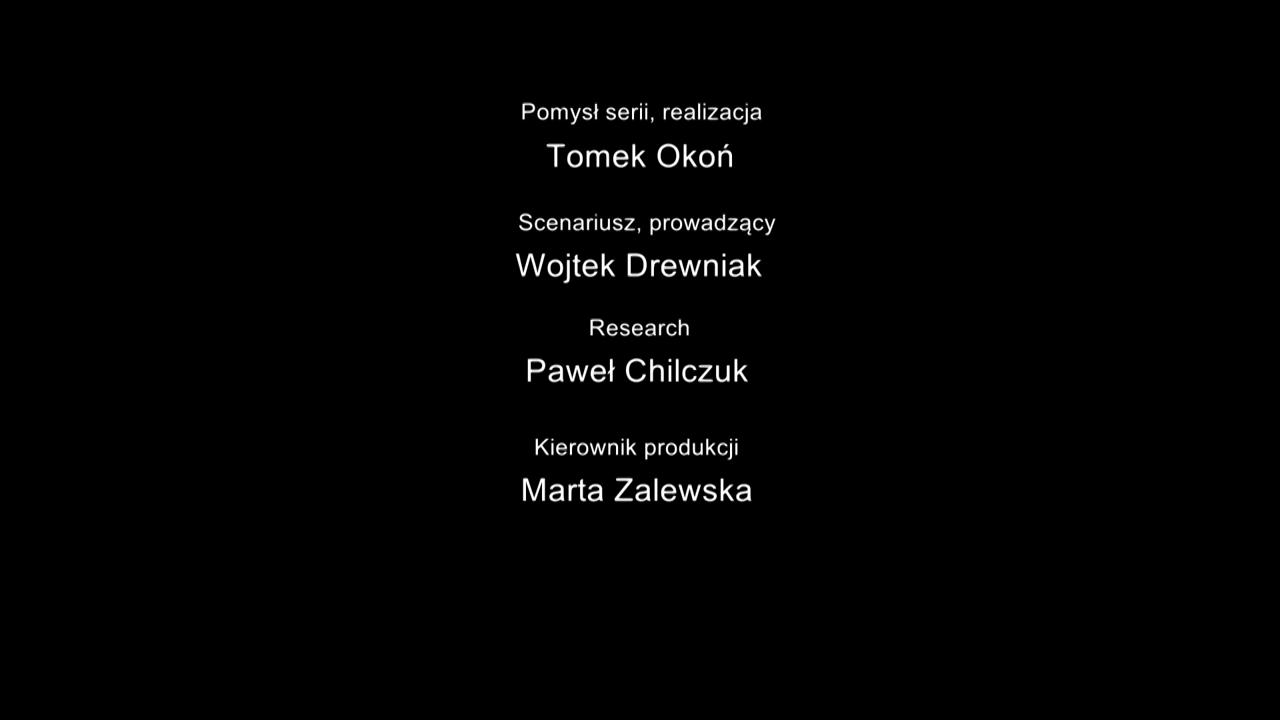 Pomysł serii, realizacja
Tomek Okoń
Scenariusz, prowadzący
Wojtek Drewniak
Research
Paweł Chilczuk
Kierownik produkcji
Marta Zalewska